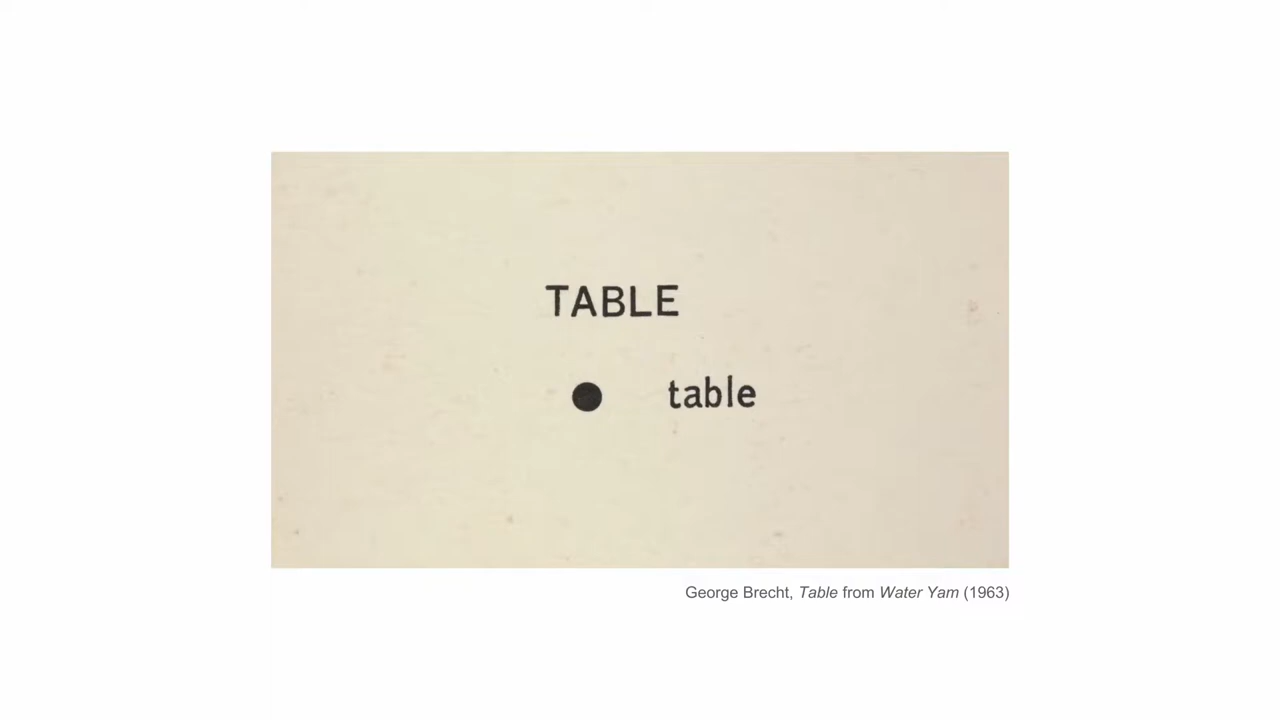 TABLE
● table
George Brecht, Table from Water Yam (1963)